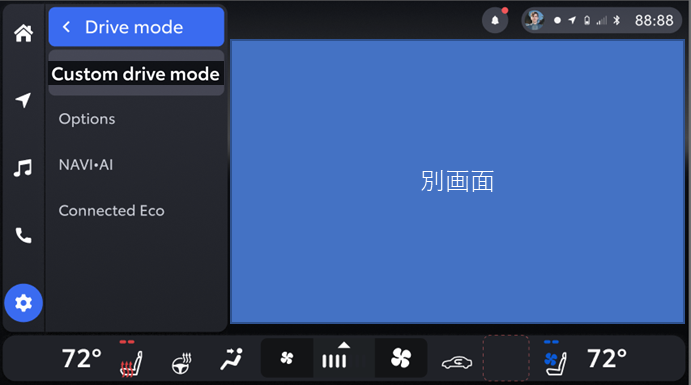 Drive mode
88:88
Custom drive mode
Options
NAVI•AI
Connected Eco
別画面
72°
72°